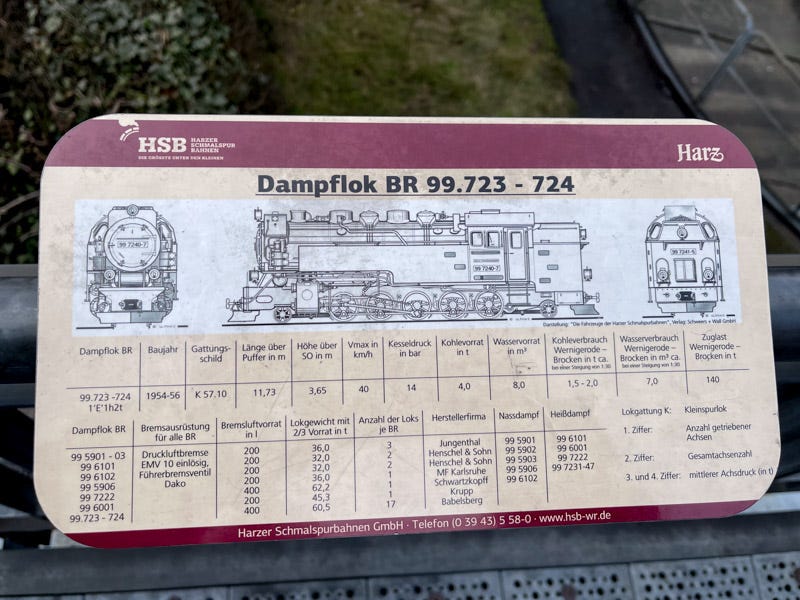 HSB HARZER
SCHMALSPUR
BAHNEN
DIE GRÖSSTE UNTER DEN KLEINEN
Harz
Dampflok BR 99.723 - 724
99 7240-7
99 7240-7
99 7241-5
Darstellung: "Die Fahrzeuge der Harzer Schmalspurbahnen", Verlag: Schweers + Wall GmbH
Dampflok BR Baujahr Gattungs-schild Länge über Puffer in m Höhe über SO in m Vmax in km/h Kesseldruck in bar Kohlevorrat in t Wasservorrat in m³ Kohleverbrauch Wernigerode – Brocken in t ca. bei einer Steigung von 1:30 Wasserverbrauch Wernigerode – Brocken in m³ ca. bei einer Steigung von 1:30 Zuglast Wernigerode – Brocken in t
99.723 -724 1954-56 K 57.10 11,73 3,65 40 14 4,0 8,0 1,5 - 2,0 7,0 140
1'E'1h2t
Dampflok BR Bremsausrüstung für alle BR Bremsluftvorrat in l Lokgewicht mit 2/3 Vorrat in t Anzahl der Loks je BR Herstellerfirma Nassdampf Heißdampf Lokgattung K: Kleinspurlok
99 5901 - 03 Druckluftbremse 200 36,0 3 Jungenthal 99 5901 99 6101 1. Ziffer: Anzahl getriebener Achsen
99 6101 EMV 10 einlösig, 200 32,0 2 Henschel & Sohn 99 5902 99 6001
99 6102 Führerbremsventil 200 32,0 2 Henschel & Sohn 99 5903 99 7222 2. Ziffer: Gesamtachsenzahl
99 5906 Dako 200 36,0 1 MF Karlsruhe 99 5906 99 7231-47
99 7222 400 62,2 1 Schwartzkopff 99 6102 3. und 4. Ziffer: mittlerer Achsdruck (in t)
99 6001 200 45,3 1 Krupp
99.723 - 724 400 60,5 17 Babelsberg
Harzer Schmalspurbahnen GmbH · Telefon (0 39 43) 5 58-0 · www.hsb-wr.de